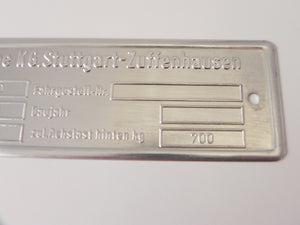 e KG. Stuttgart-Zuffenhausen
Fahrgestell-Nr.
Baujahr
zul. Achslast hinten kg 700